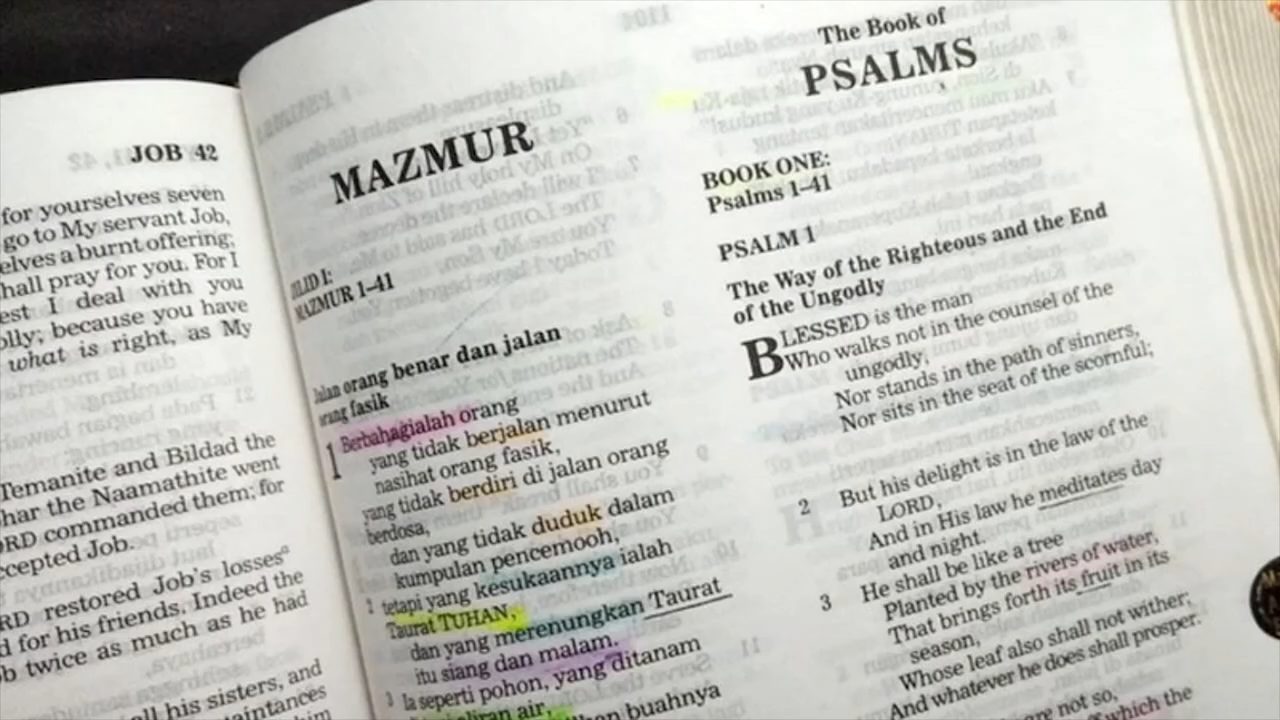 JOB 42
for yourselves seven
go to My servant Job,
elves a burnt offering;
hall pray for you. For I
est I deal with you
olly; because you have
what is right, as My
Temanite and Bildad the
har the Naamathite went
ORD commanded them; for
ccepted Job.
RD restored Job's losses
d for his friends. Indeed the
b twice as much as he had
all his sisters, and
MAZMUR
JILID I:
MAZMUR 1–41
Jalan orang benar dan jalan
orang fasik
1 Berbahagialah orang
yang tidak berjalan menurut
nasihat orang fasik,
yang tidak berdiri di jalan orang
berdosa,
dan yang tidak duduk dalam
kumpulan pencemooh,
2 tetapi yang kesukaannya ialah
Taurat TUHAN,
dan yang merenungkan Taurat
itu siang dan malam.
3 Ia seperti pohon, yang ditanam
aliran air,
buahnya
The Book of
PSALMS
BOOK ONE:
Psalms 1–41
PSALM 1
The Way of the Righteous and the End
of the Ungodly
BLESSED is the man
Who walks not in the counsel of the
ungodly,
Nor stands in the path of sinners,
Nor sits in the seat of the scornful;
2 But his delight is in the law of the
LORD,
And in His law he meditates day
and night.
3 He shall be like a tree
Planted by the rivers of water,
That brings forth its fruit in its
season,
Whose leaf also shall not wither;
And whatever he does shall prosper.
are not so,
which the